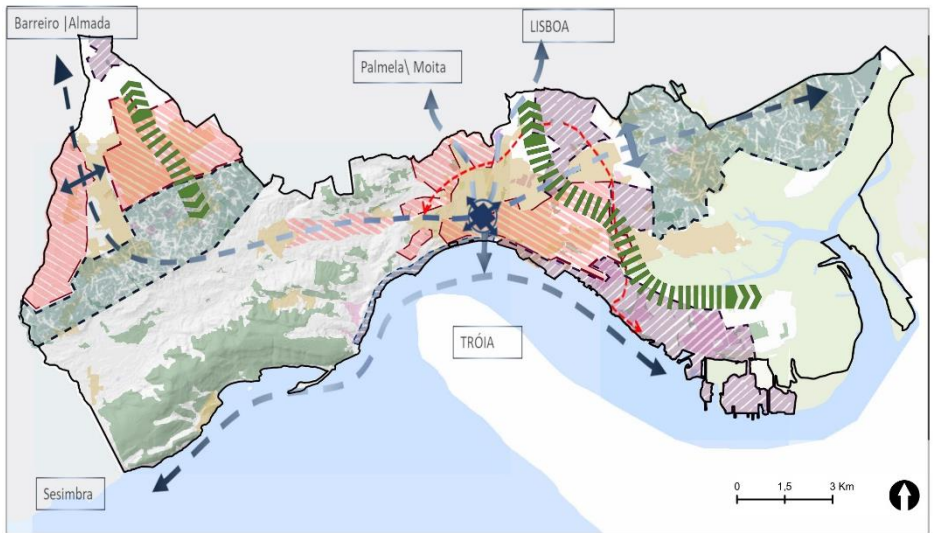 Barreiro |Almada
LISBOA
Palmela\ Moita
TRÓIA
Sesimbra
0 1,5 3 Km